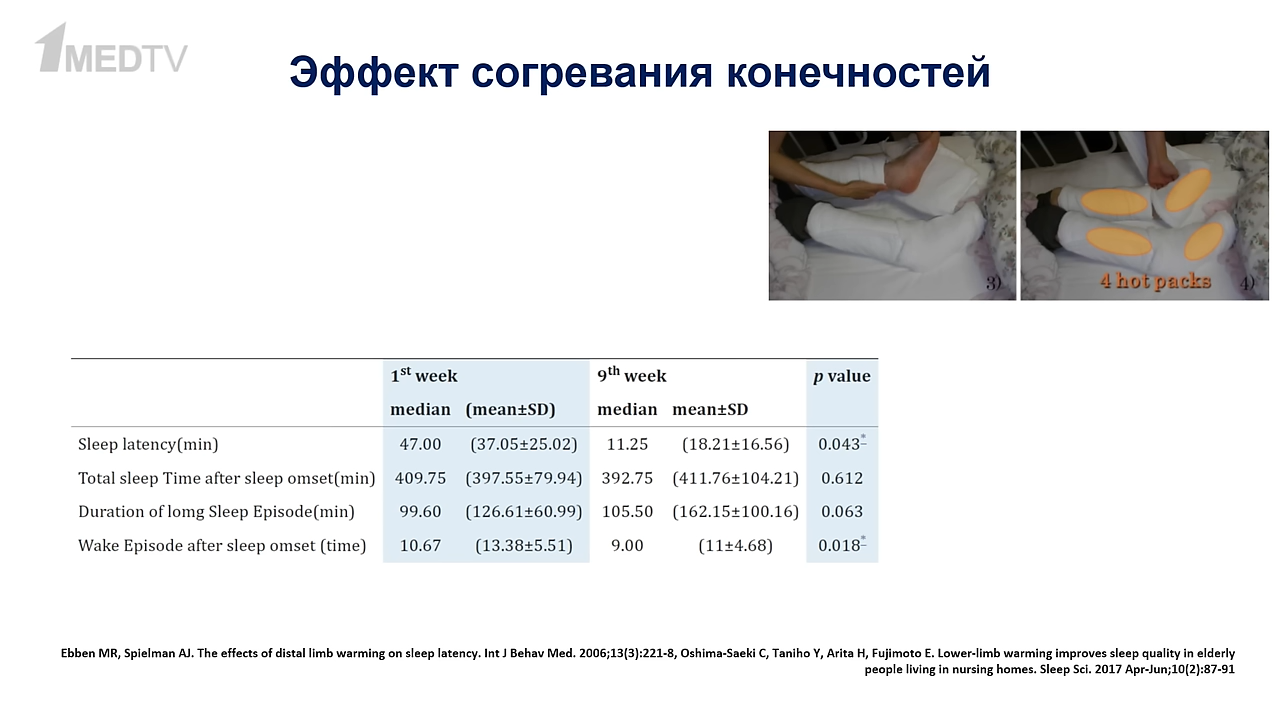 1MEDTV
Эффект согревания конечностей
3)
4 hot packs 4)
1st week 9th week p value
median (mean±SD) median mean±SD
Sleep latency(min) 47.00 (37.05±25.02) 11.25 (18.21±16.56) 0.043*
Total sleep Time after sleep omset(min) 409.75 (397.55±79.94) 392.75 (411.76±104.21) 0.612
Duration of lomg Sleep Episode(min) 99.60 (126.61±60.99) 105.50 (162.15±100.16) 0.063
Wake Episode after sleep omset (time) 10.67 (13.38±5.51) 9.00 (11±4.68) 0.018*
Ebben MR, Spielman AJ. The effects of distal limb warming on sleep latency. Int J Behav Med. 2006;13(3):221-8, Oshima-Saeki C, Taniho Y, Arita H, Fujimoto E. Lower-limb warming improves sleep quality in elderly
people living in nursing homes. Sleep Sci. 2017 Apr-Jun;10(2):87-91